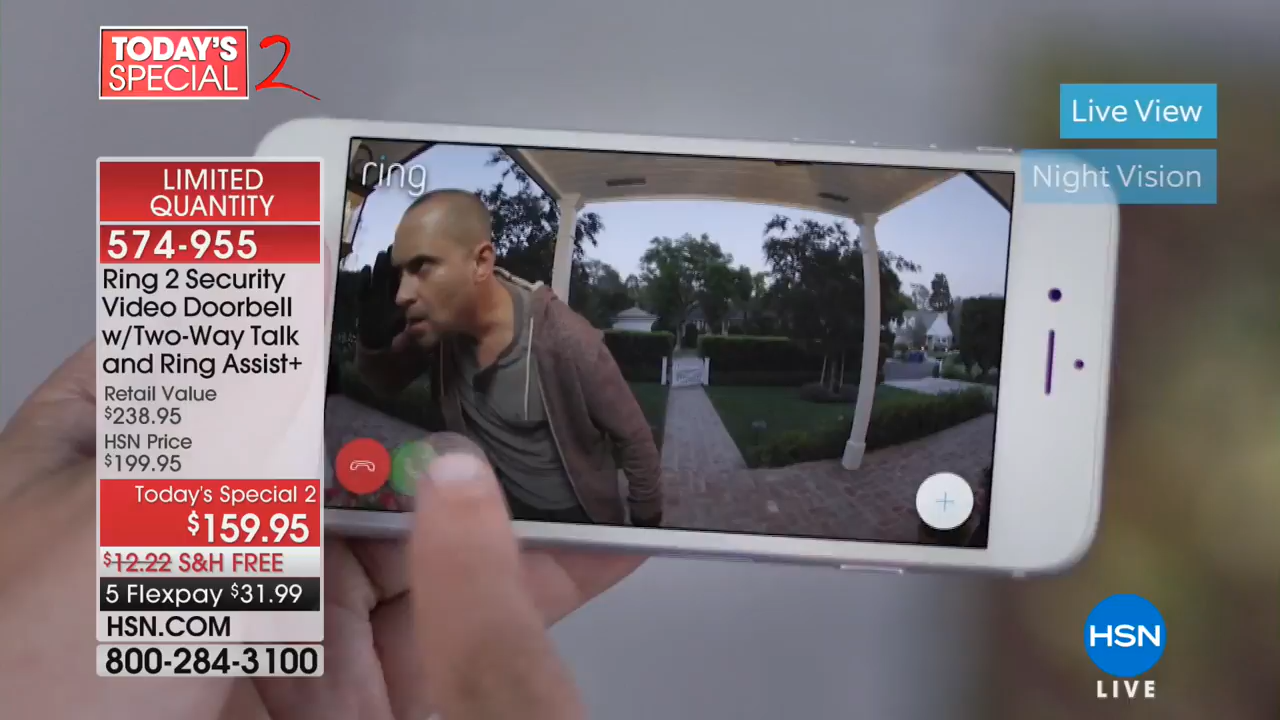 TODAY'S
SPECIAL 2
LIMITED
QUANTITY
574-955
Ring 2 Security
Video Doorbell
w/Two-Way Talk
and Ring Assist+
Retail Value
$238.95
HSN Price
$199.95
Today's Special 2
$159.95
$12.22 S&H FREE
5 Flexpay $31.99
HSN.COM
800-284-3100
ring
Live View
Night Vision
HSN
LIVE